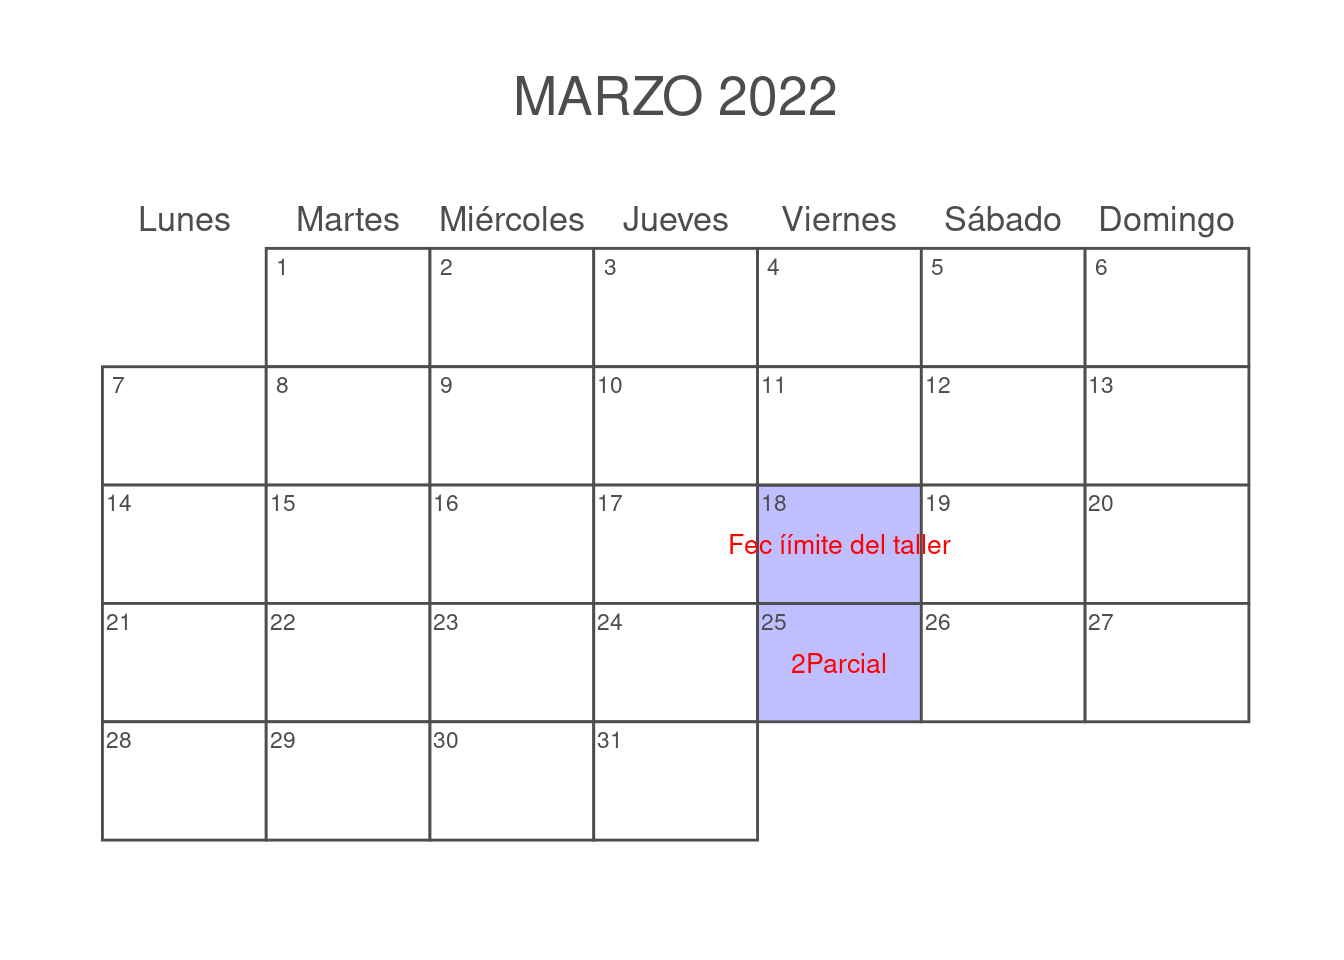 MARZO 2022
Lunes Martes Miércoles Jueves Viernes Sábado Domingo
1 2 3 4 5 6
7 8 9 10 11 12 13
14 15 16 17 18 19 20
Fec íímite del taller
21 22 23 24 25 26 27
2Parcial
28 29 30 31